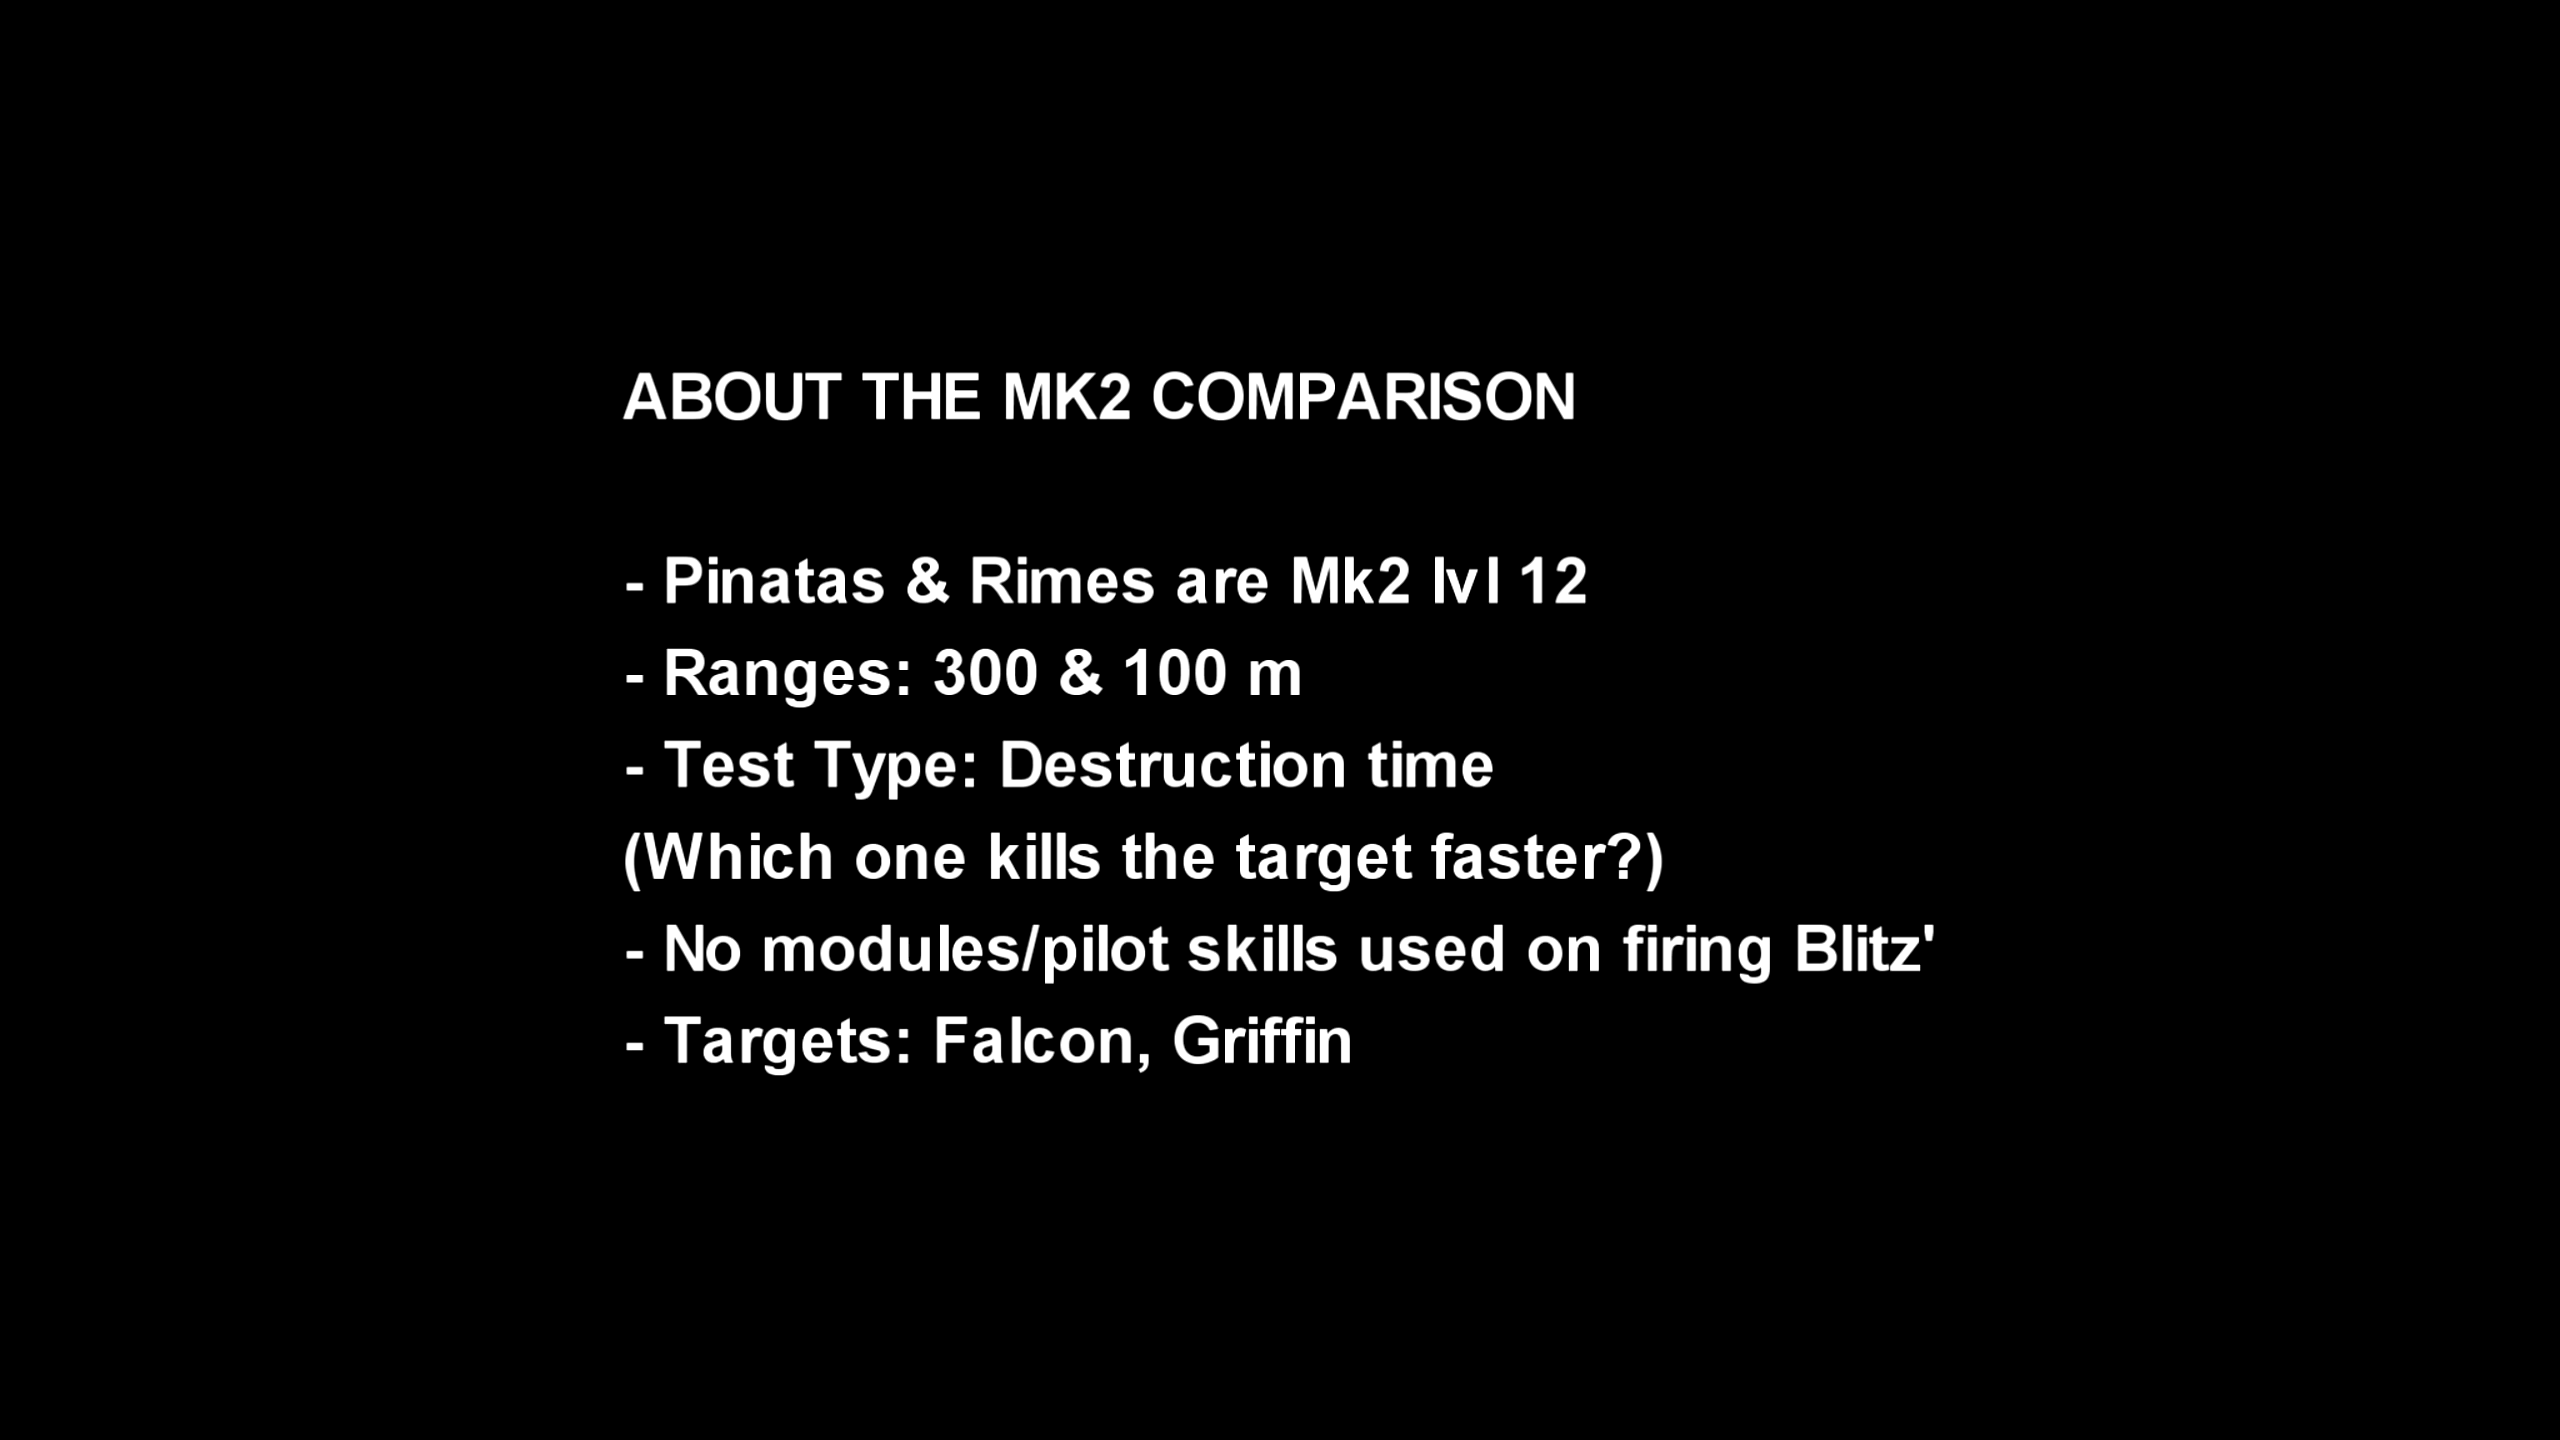 ABOUT THE MK2 COMPARISON
- Pinatas & Rimes are Mk2 lvl 12
- Ranges: 300 & 100 m
- Test Type: Destruction time
(Which one kills the target faster?)
- No modules/pilot skills used on firing Blitz'
- Targets: Falcon, Griffin